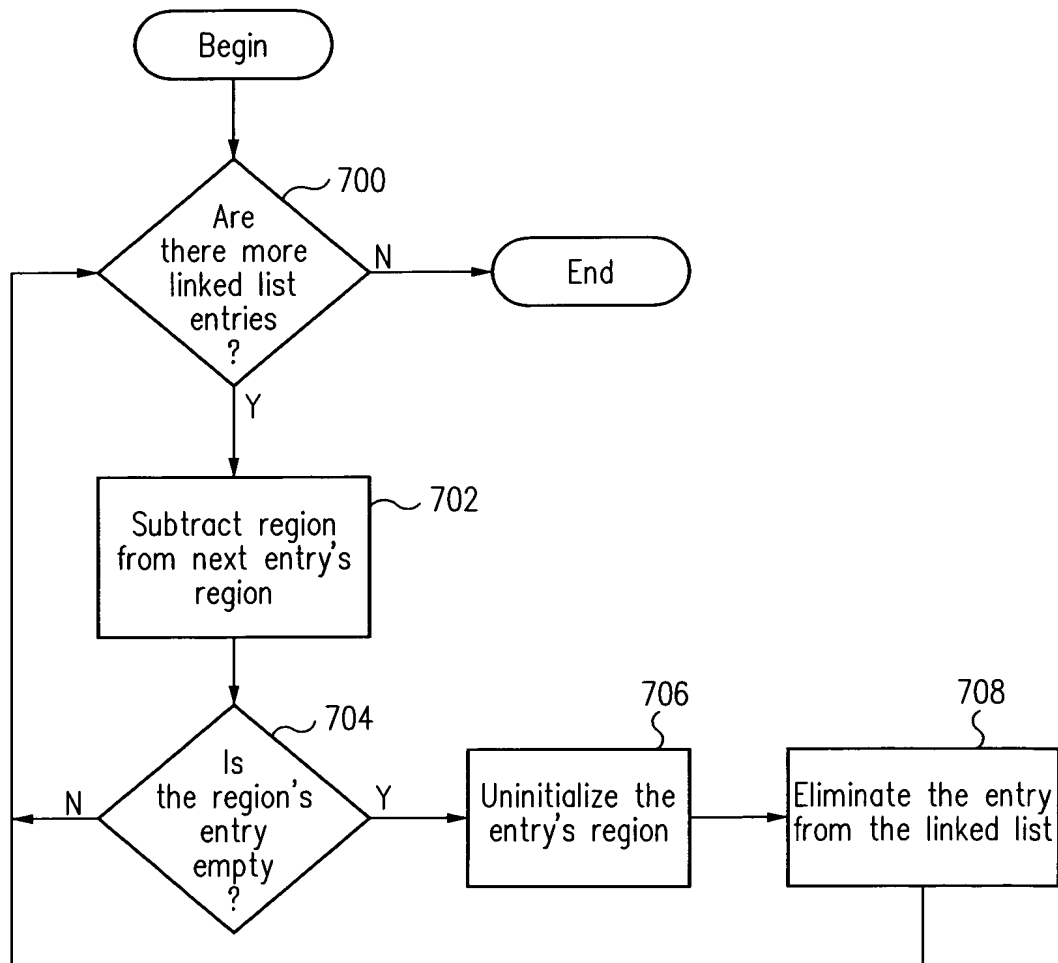 Begin
700
Are
there more
linked list
entries
?
N
End
Y
702
Subtract region
from next entry's
region
704
Is
the region's
entry
empty
?
N
Y
706
Uninitialize the
entry's region
708
Eliminate the entry
from the linked list